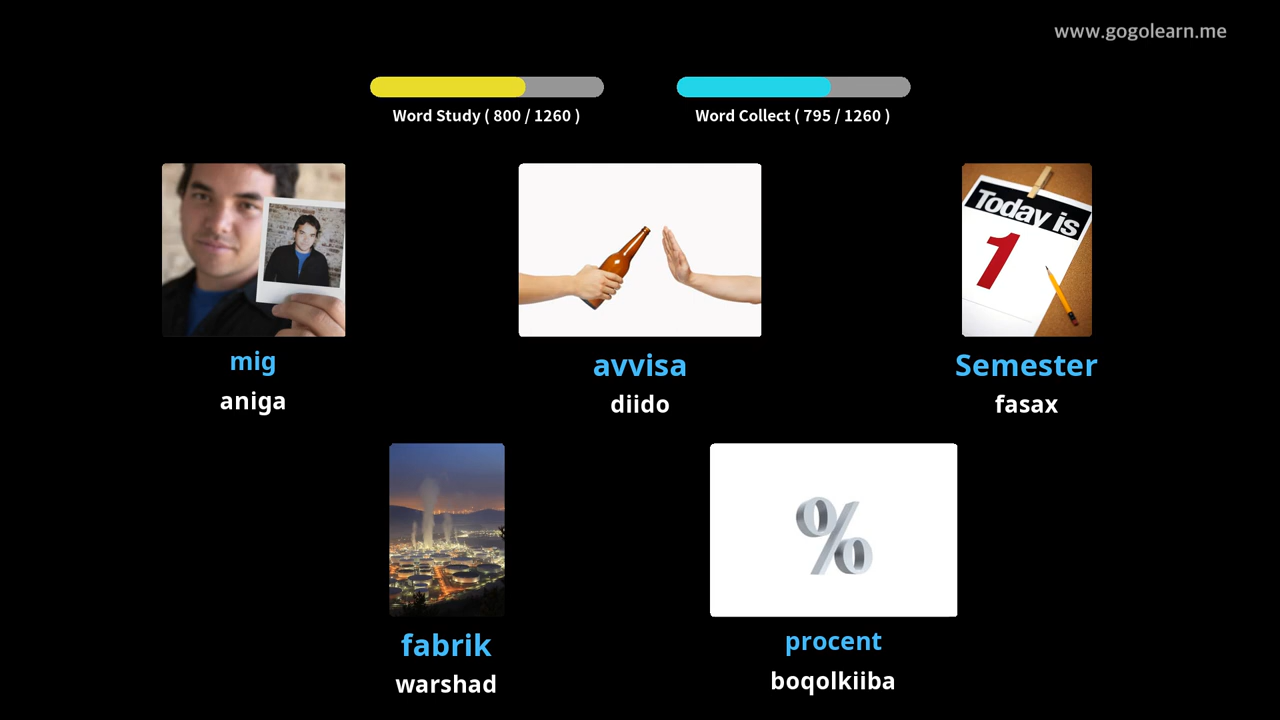 www.gogolearn.me
Word Study ( 800 / 1260 )
Word Collect ( 795 / 1260 )
Today is
1
mig
aniga
avvisa
diido
Semester
fasax
%
fabrik
warshad
procent
boqolkiiba